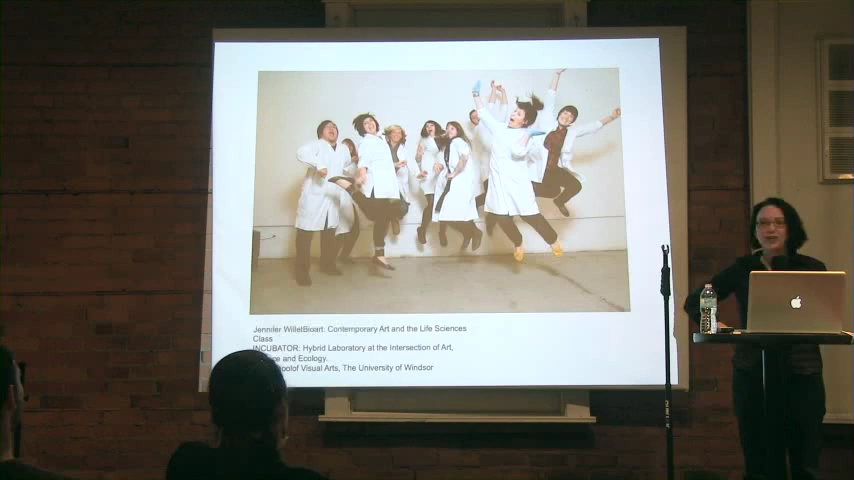 Jennifer WilletBioart: Contemporary Art and the Life Sciences
Class
INCUBATOR: Hybrid Laboratory at the Intersection of Art,
and Ecology.
of Visual Arts, The University of Windsor